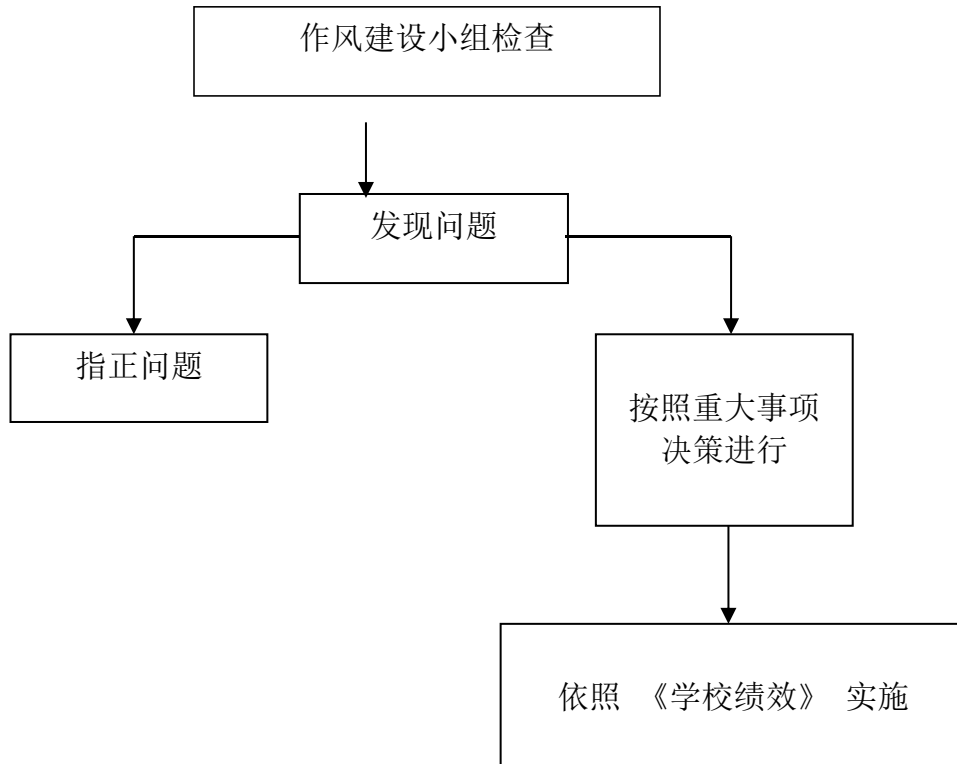 作风建设小组检查
发现问题
指正问题
按照重大事项
决策进行
依照 《学校绩效》 实施